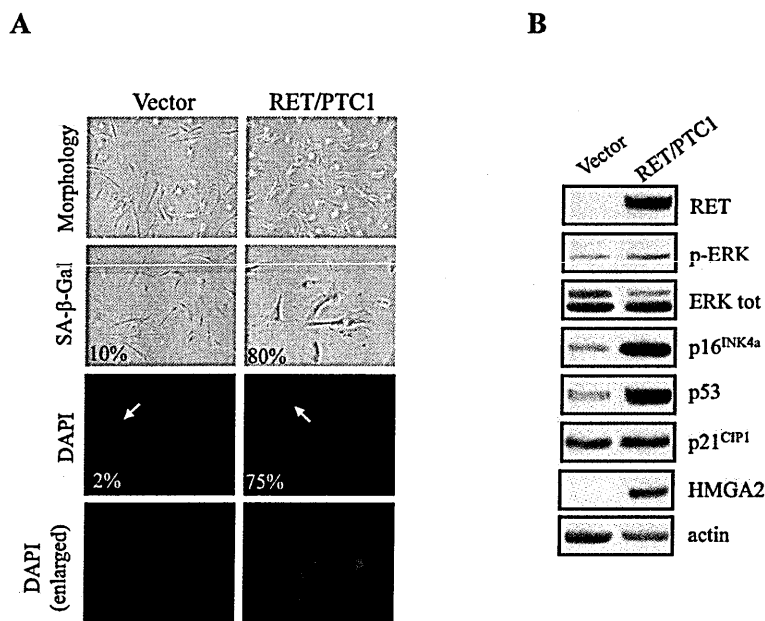 A
Vector RET/PTC1
Morphology
SA-β-Gal
10% 80%
DAPI
2% 75%
DAPI
(enlarged)
B
Vector RET/PTC1
RET
p-ERK
ERK tot
p16INK4a
p53
p21CIP1
HMGA2
actin